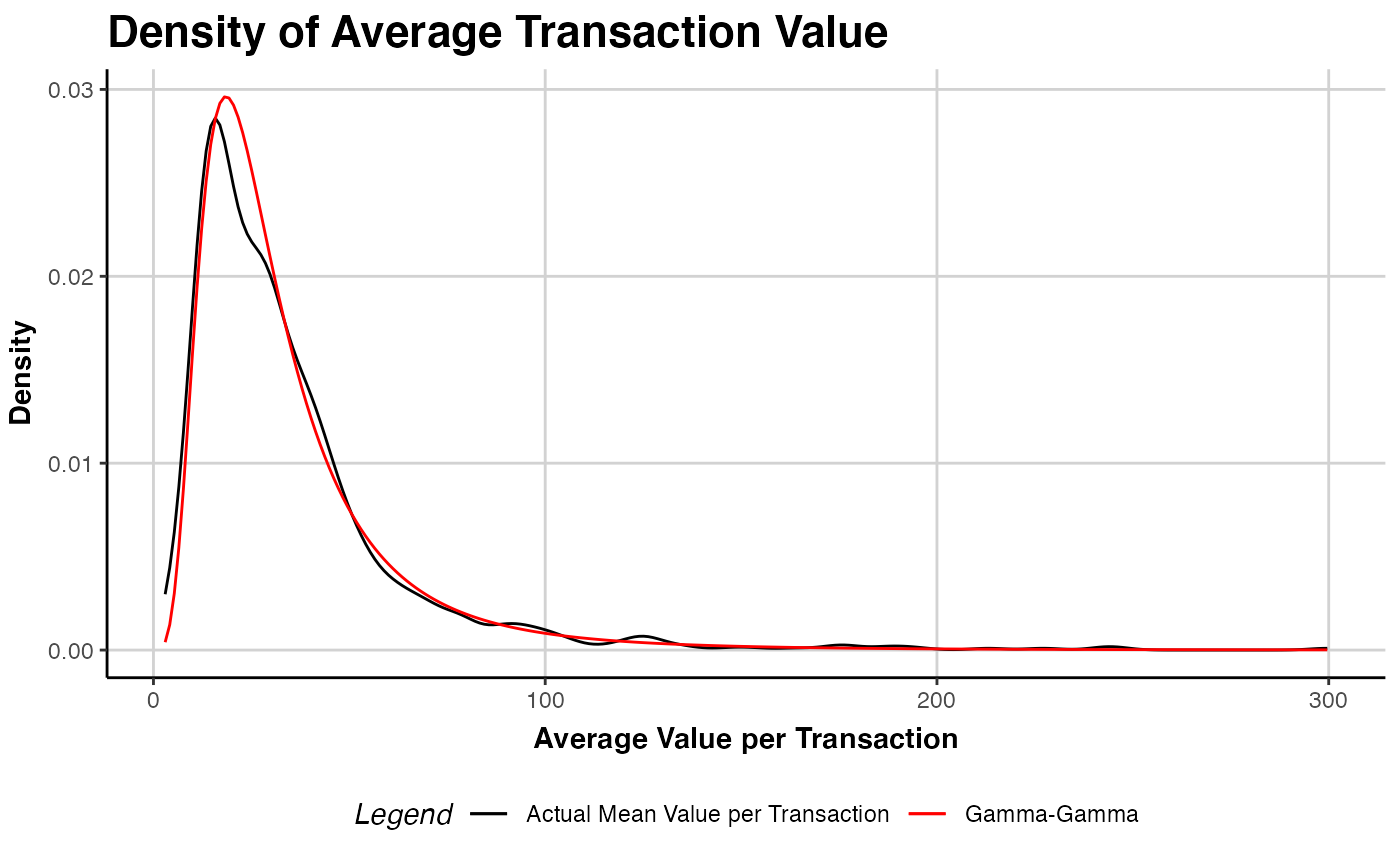 Density of Average Transaction Value
0.03
0.02
0.01
0.00
Density
0 100 200 300
Average Value per Transaction
Legend Actual Mean Value per Transaction Gamma-Gamma